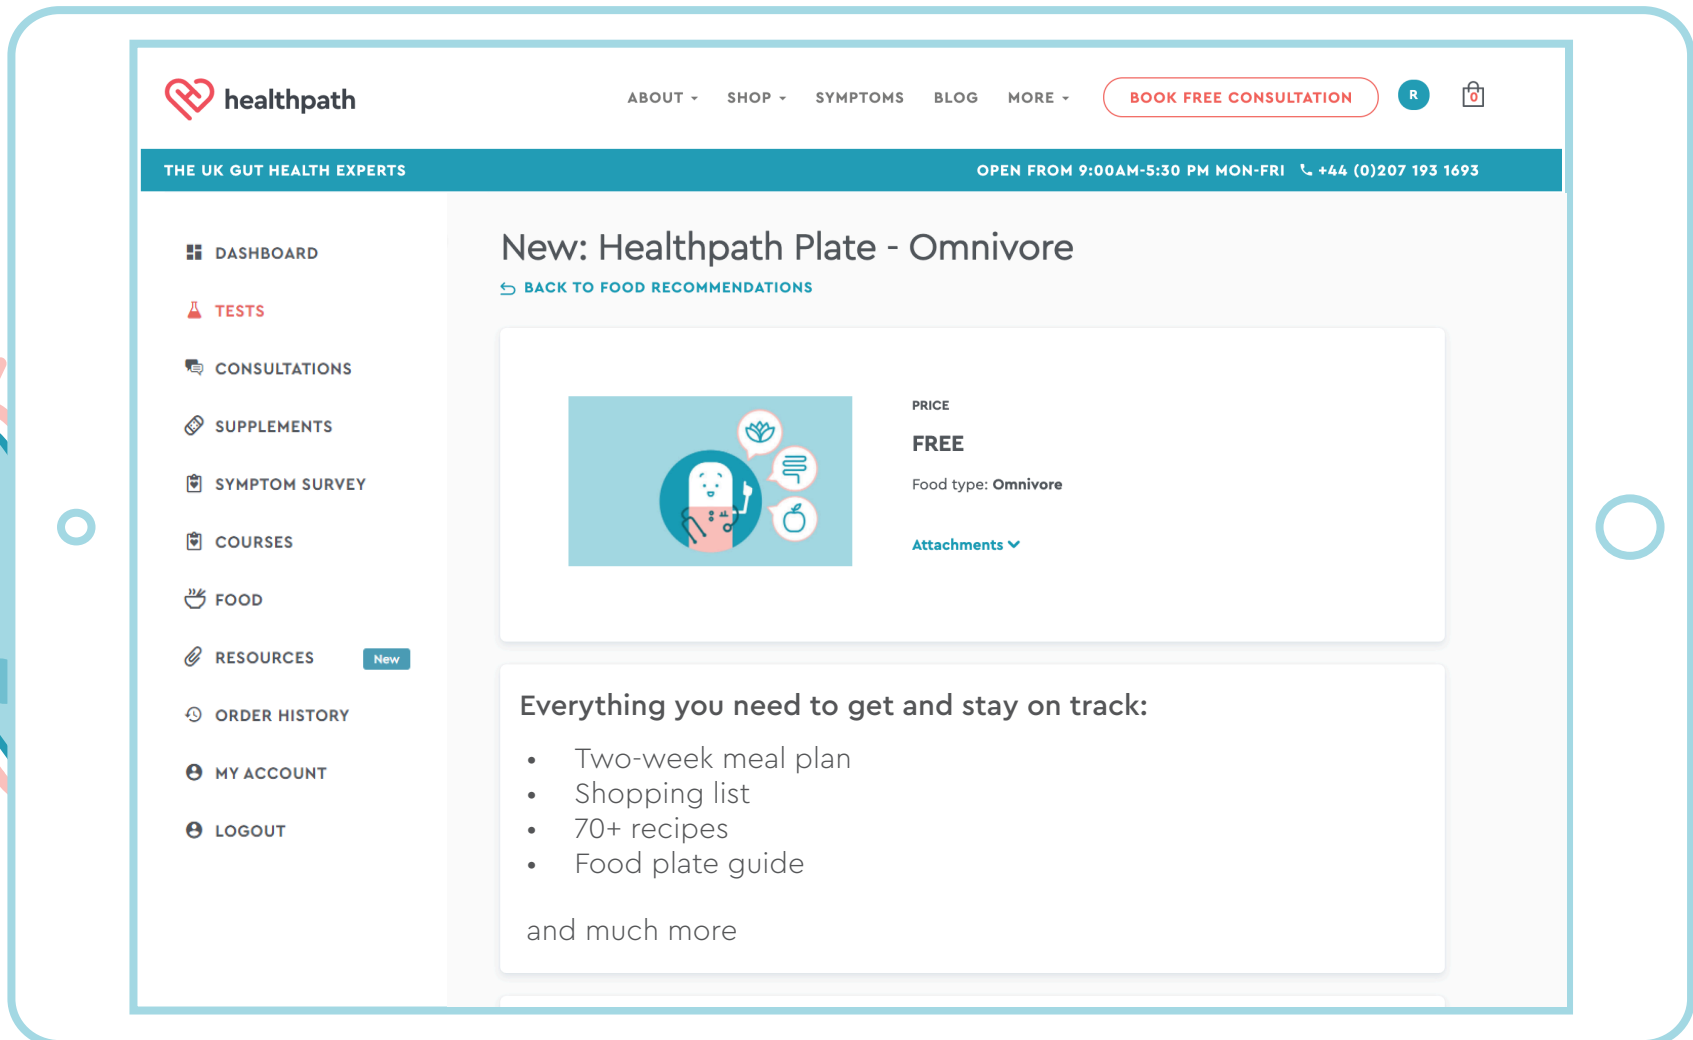 healthpath
ABOUT SHOP SYMPTOMS BLOG MORE BOOK FREE CONSULTATION R 0
THE UK GUT HEALTH EXPERTS OPEN FROM 9:00AM-5:30 PM MON-FRI +44 (0)207 193 1693
DASHBOARD
TESTS
CONSULTATIONS
SUPPLEMENTS
SYMPTOM SURVEY
COURSES
FOOD
RESOURCES New
ORDER HISTORY
MY ACCOUNT
LOGOUT
New: Healthpath Plate - Omnivore
BACK TO FOOD RECOMMENDATIONS
PRICE
FREE
Food type: Omnivore
Attachments
Everything you need to get and stay on track:
• Two-week meal plan
• Shopping list
• 70+ recipes
• Food plate guide
and much more